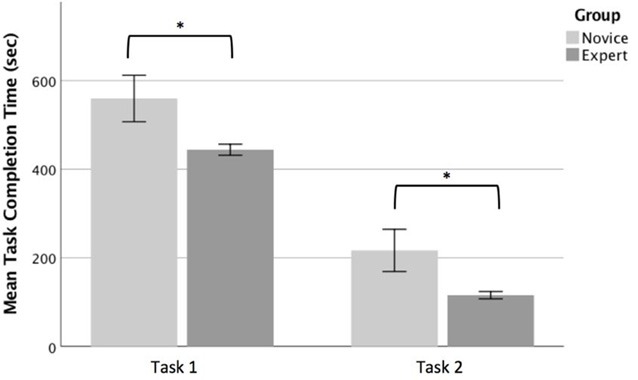 Group
Novice
Expert
*
*
Mean Task Completion Time (sec)
600
400
200
0
Task 1
Task 2